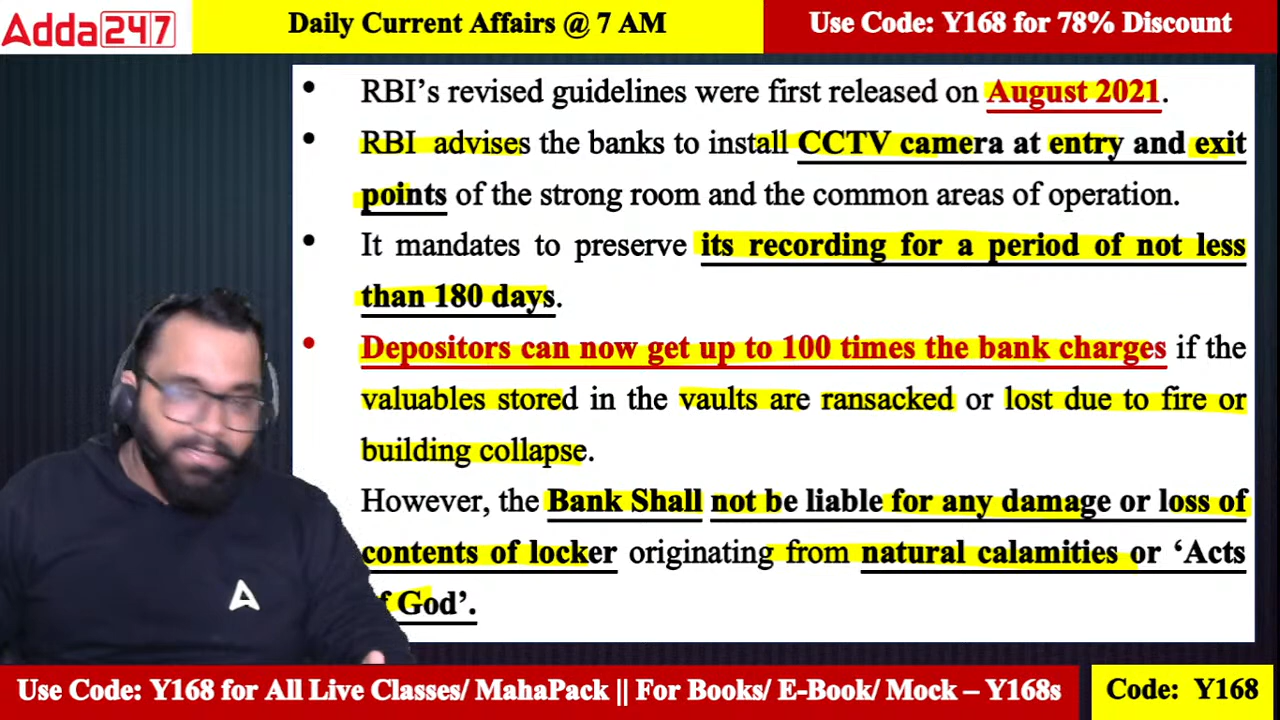 Adda247
Daily Current Affairs @ 7 AM
Use Code: Y168 for 78% Discount
• RBI’s revised guidelines were first released on August 2021.
• RBI advises the banks to install CCTV camera at entry and exit
points of the strong room and the common areas of operation.
• It mandates to preserve its recording for a period of not less
than 180 days.
• Depositors can now get up to 100 times the bank charges if the
valuables stored in the vaults are ransacked or lost due to fire or
building collapse.
However, the Bank Shall not be liable for any damage or loss of
contents of locker originating from natural calamities or ‘Acts
f God’.
Use Code: Y168 for All Live Classes/ MahaPack || For Books/ E-Book/ Mock – Y168s
Code: Y168